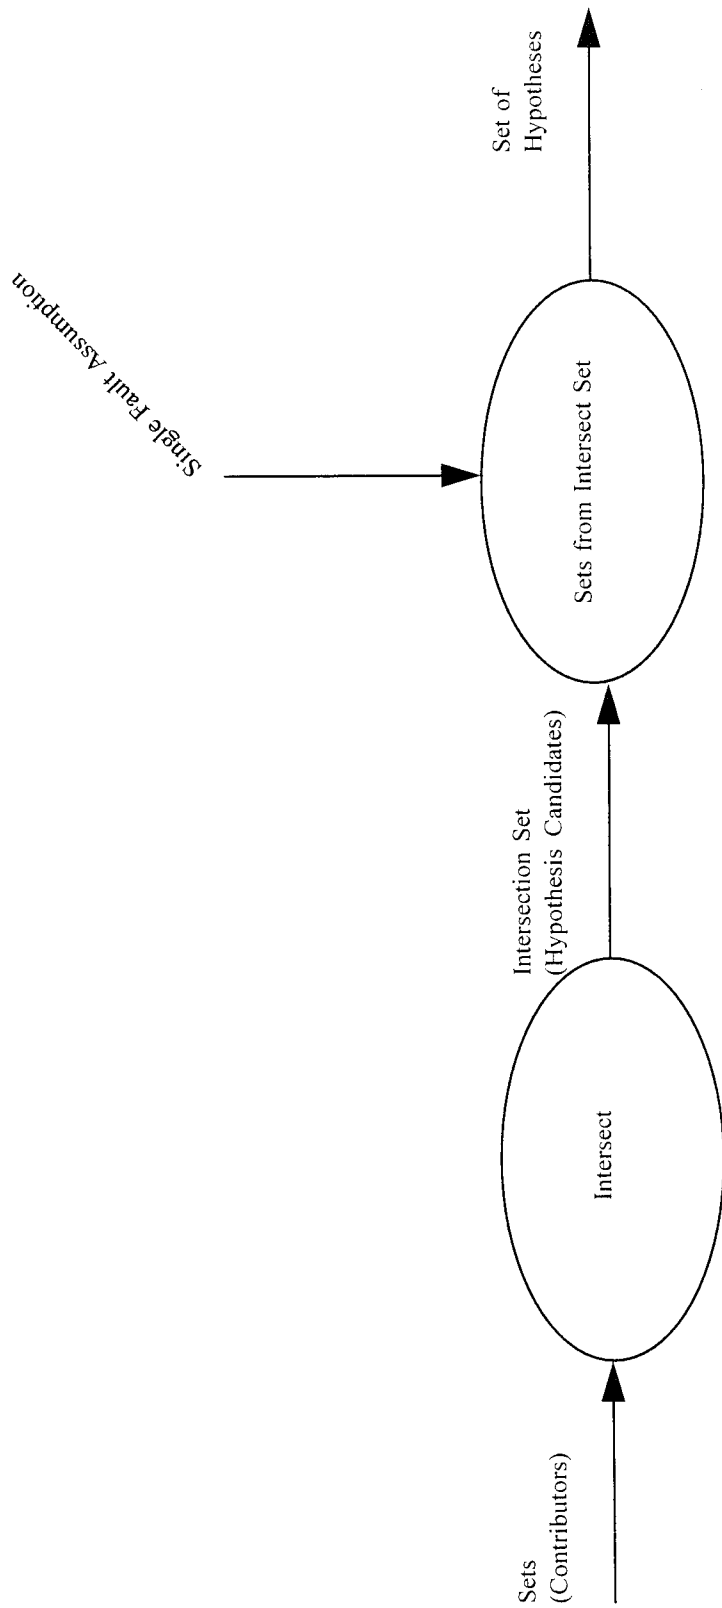 Sets
(Contributors)
Intersect
Intersection Set
(Hypothesis Candidates)
Single Fault Assumption
Sets from Intersect Set
Set of
Hypotheses